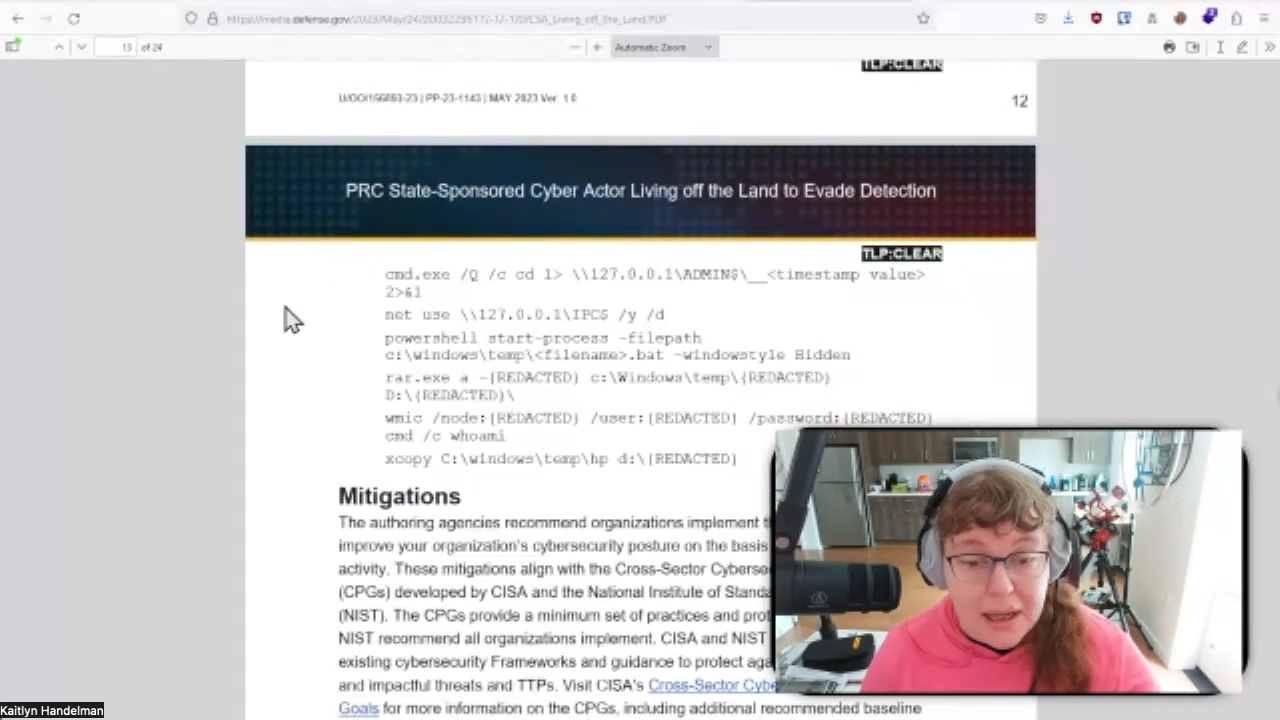 13 of 24
Automatic Zoom
TLP:CLEAR
12
PRC State-Sponsored Cyber Actor Living off the Land to Evade Detection
TLP:CLEAR
cmd.exe /Q /c cd 1> \\127.0.0.1\ADMIN$\__<timestamp value>
2>&1
net use \\127.0.0.1\IPC$ /y /d
powershell start-process -filepath
c:\windows\temp\<filename>.bat -windowstyle Hidden
rar.exe a -{REDACTED} c:\Windows\temp\{REDACTED}
D:\{REDACTED}\
wmic /node:{REDACTED} /user:{REDACTED} /password:{REDACTED}
cmd /c whoami
xcopy C:\windows\temp\hp d:\{REDACTED}
Mitigations
The authoring agencies recommend organizations implement
improve your organization's cybersecurity posture on the basis
activity. These mitigations align with the Cross-Sector Cyberse
(CPGs) developed by CISA and the National Institute of Standa
(NIST). The CPGs provide a minimum set of practices and prot
NIST recommend all organizations implement. CISA and NIST
existing cybersecurity Frameworks and guidance to protect aga
and impactful threats and TTPs. Visit CISA's Cross-Sector Cybe
Goals for more information on the CPGs, including additional recommended baseline
Kaitlyn Handelman